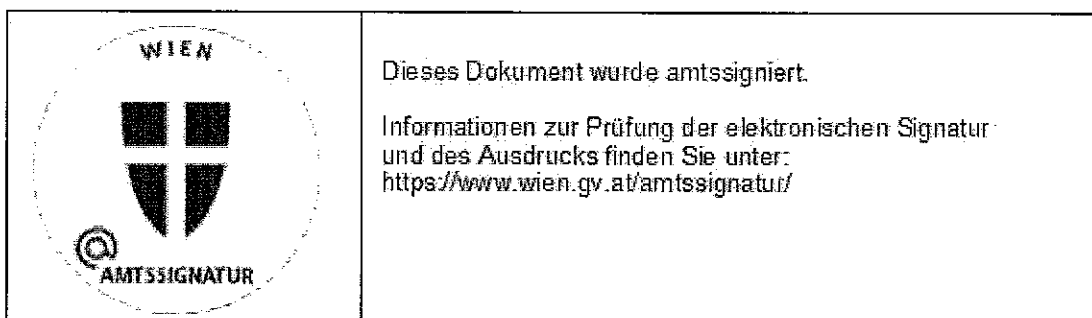 WIEN
@
AMTSSIGNATUR
Dieses Dokument wurde amtssigniert.
Informationen zur Prüfung der elektronischen Signatur
und des Ausdrucks finden Sie unter:
https://www.wien.gv.at/amtssignatur/